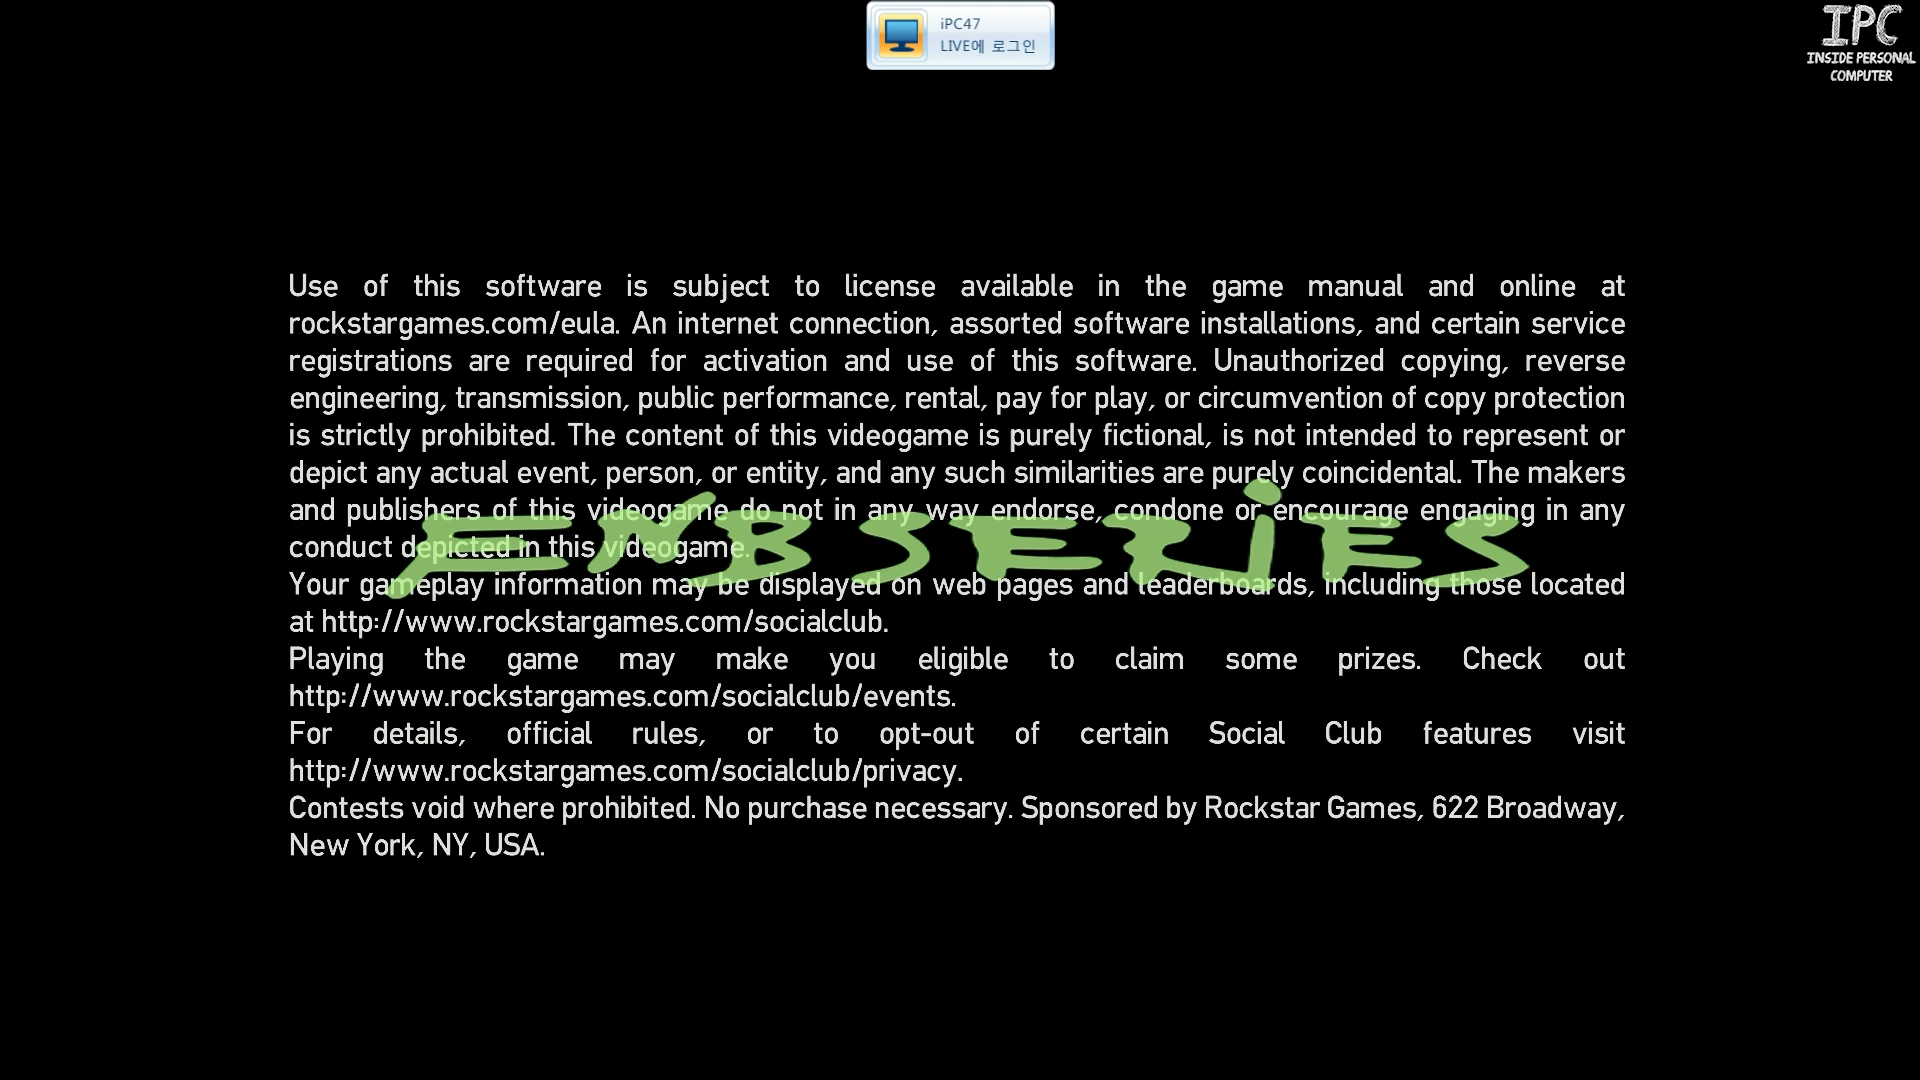 iPC47
LIVE에 로그인
IPC
INSIDE PERSONAL
COMPUTER
Use of this software is subject to license available in the game manual and online at
rockstargames.com/eula. An internet connection, assorted software installations, and certain service
registrations are required for activation and use of this software. Unauthorized copying, reverse
engineering, transmission, public performance, rental, pay for play, or circumvention of copy protection
is strictly prohibited. The content of this videogame is purely fictional, is not intended to represent or
depict any actual event, person, or entity, and any such similarities are purely coincidental. The makers
and publishers of this videogame do not in any way endorse, condone or encourage engaging in any
conduct depicted in this videogame.
ENBSERiES
Your gameplay information may be displayed on web pages and leaderboards, including those located
at http://www.rockstargames.com/socialclub.
Playing the game may make you eligible to claim some prizes. Check out
http://www.rockstargames.com/socialclub/events.
For details, official rules, or to opt-out of certain Social Club features visit
http://www.rockstargames.com/socialclub/privacy.
Contests void where prohibited. No purchase necessary. Sponsored by Rockstar Games, 622 Broadway,
New York, NY, USA.